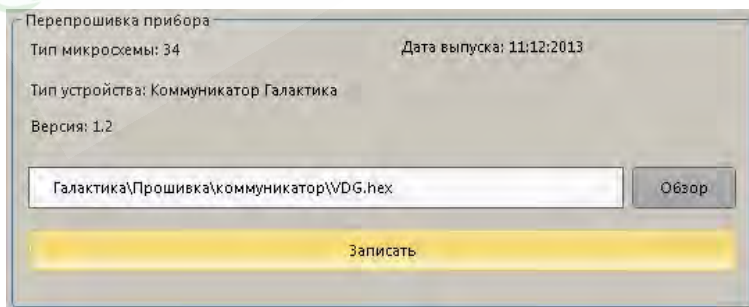 Перепрошивка прибора
Тип микросхемы: 34 Дата выпуска: 11:12:2013
Тип устройства: Коммуникатор Галактика
Версия: 1.2
Галактика\Прошивка\коммуникатор\VDG.hex Обзор
Записать